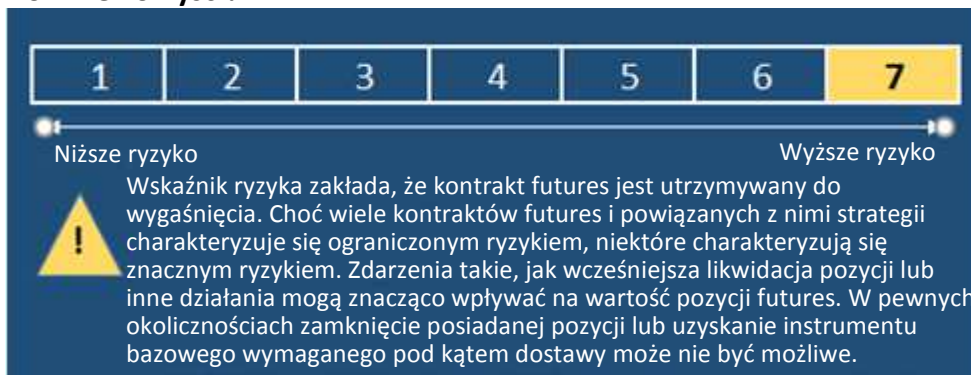 1 2 3 4 5 6 7
Niższe ryzyko Wyższe ryzyko
Wskaźnik ryzyka zakłada, że kontrakt futures jest utrzymywany do
wygaśnięcia. Choć wiele kontraktów futures i powiązanych z nimi strategii
! charakteryzuje się ograniczonym ryzykiem, niektóre charakteryzują się
znacznym ryzykiem. Zdarzenia takie, jak wcześniejsza likwidacja pozycji lub
inne działania mogą znacząco wpływać na wartość pozycji futures. W pewnych
okolicznościach zamknięcie posiadanej pozycji lub uzyskanie instrumentu
bazowego wymaganego pod kątem dostawy może nie być możliwe.